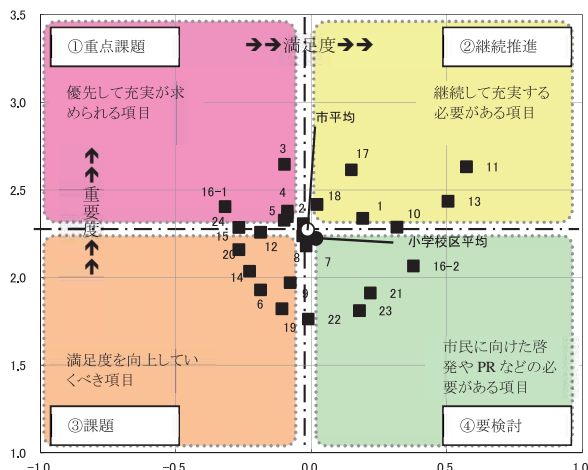 3.5
①重点課題
➔➔満足度➔➔
②継続推進
優先して充実が求
められる項目
継続して充実する
必要がある項目
市平均
3.0
➔➔重要度➔➔
3
17
11
16-1
4
18
1
13
2.5
24
5
2
10
15
12
小学校区平均
20
8
7
16-2
2.0
14
9
6
21
19
22
23
1.5
満足度を向上してい
くべき項目
市民に向けた啓
発や PR などの必
要がある項目
③課題
④要検討
1.0
-1.0
-0.5
0.0
0.5
1.0